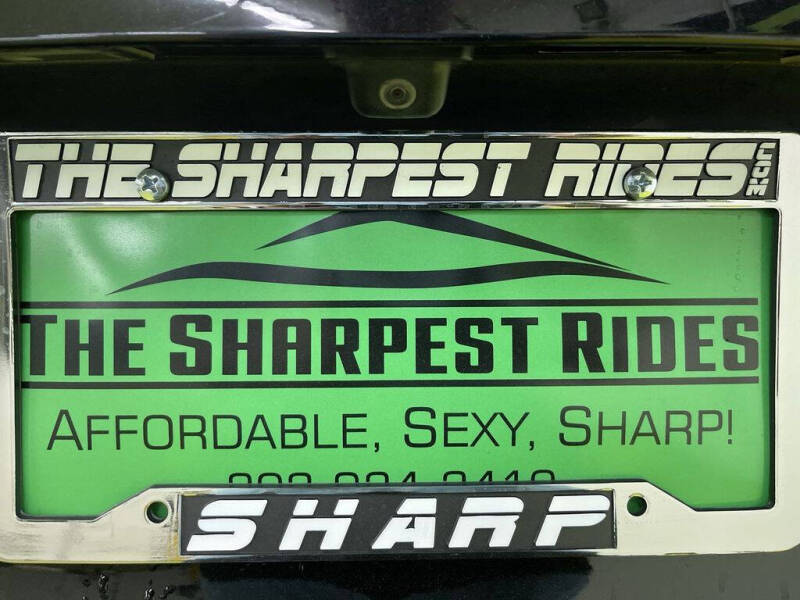 THE SHARPEST RIDES.COM
THE SHARPEST RIDES
AFFORDABLE, SEXY, SHARP!
SHARP